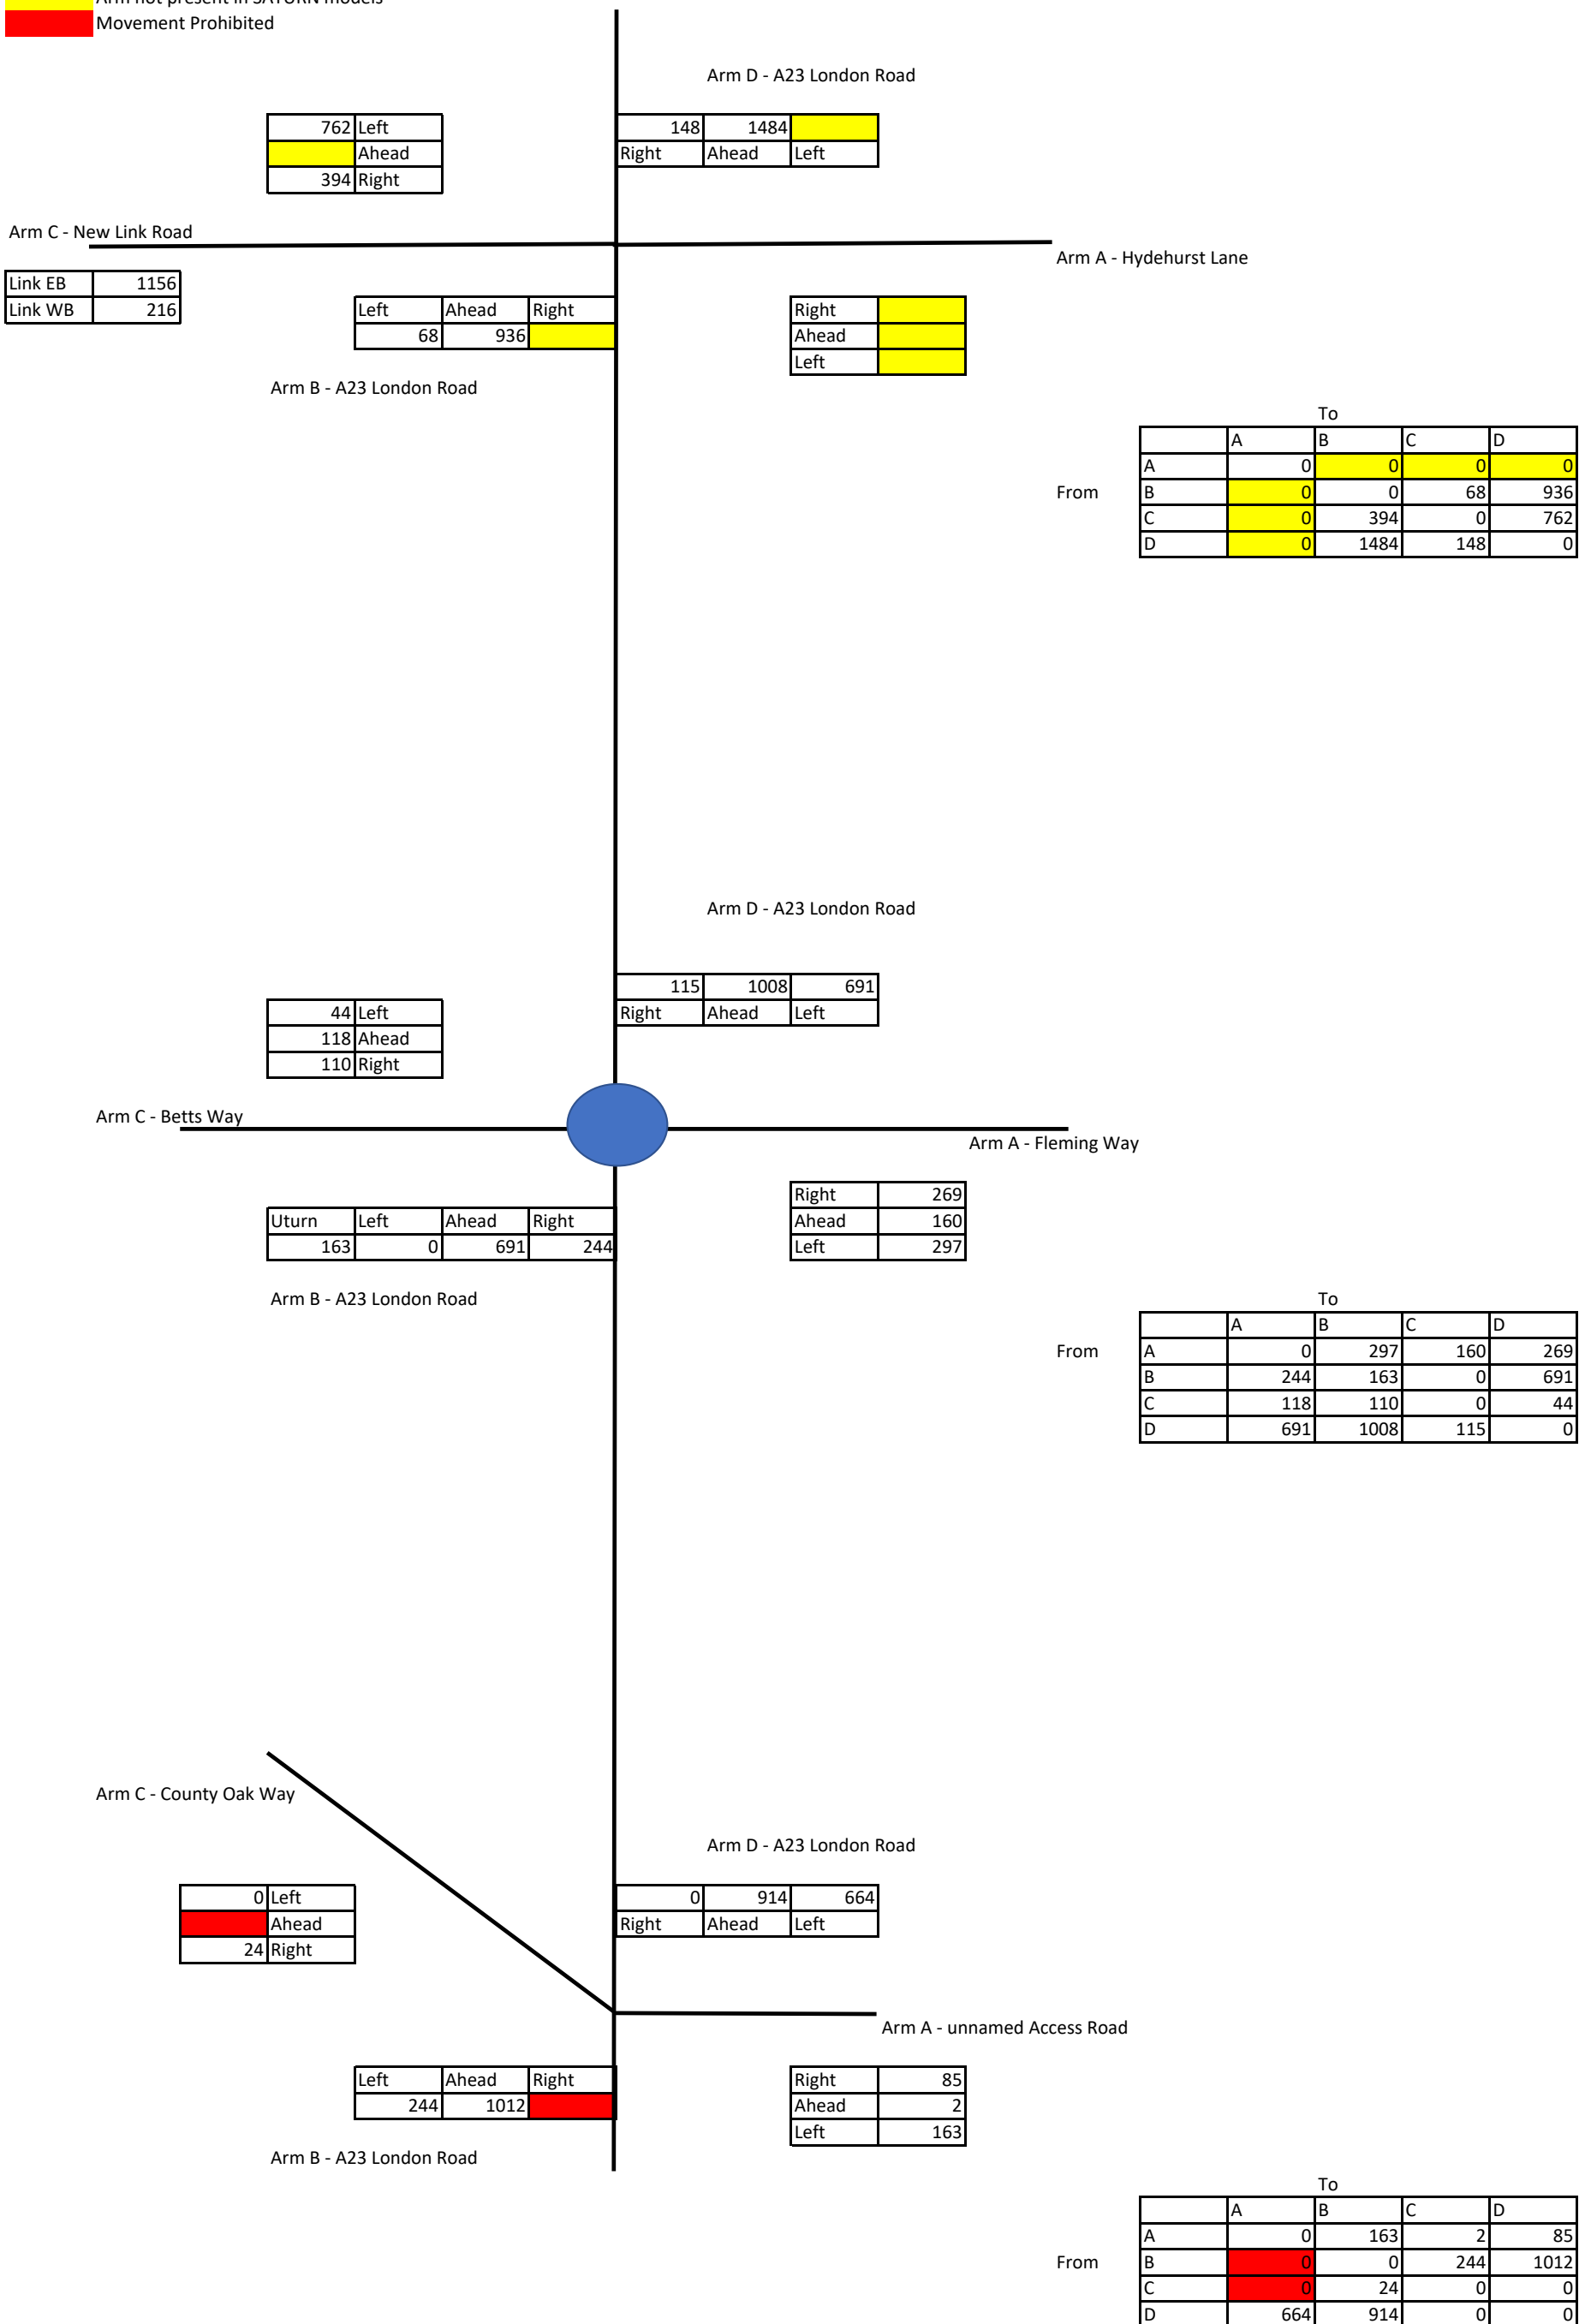 Arm not present in SATURN models
Movement Prohibited
Arm D - A23 London Road
762 Left
Ahead
394 Right
148 1484
Right Ahead Left
Arm C - New Link Road
Arm A - Hydehurst Lane
Link EB 1156
Link WB 216
Left Ahead Right
68 936
Right
Ahead
Left
Arm B - A23 London Road
To
A B C D
A 0 0 0 0
From B 0 0 68 936
C 0 394 0 762
D 0 1484 148 0
Arm D - A23 London Road
115 1008 691
Right Ahead Left
44 Left
118 Ahead
110 Right
Arm C - Betts Way
Arm A - Fleming Way
Uturn Left Ahead Right
163 0 691 244
Right 269
Ahead 160
Left 297
Arm B - A23 London Road
To
A B C D
From A 0 297 160 269
B 244 163 0 691
C 118 110 0 44
D 691 1008 115 0
Arm C - County Oak Way
Arm D - A23 London Road
0 Left
Ahead
24 Right
0 914 664
Right Ahead Left
Arm A - unnamed Access Road
Left Ahead Right
244 1012
Right 85
Ahead 2
Left 163
Arm B - A23 London Road
To
A B C D
A 0 163 2 85
From B 0 0 244 1012
C 0 24 0 0
D 664 914 0 0